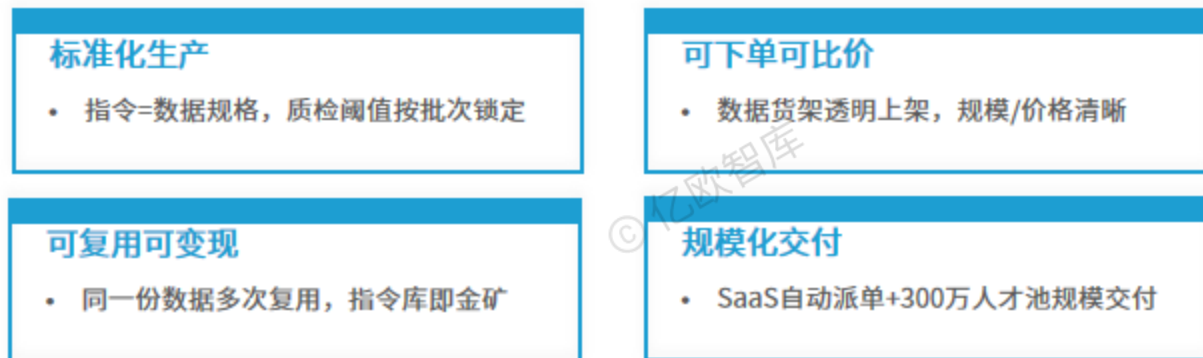 标准化生产
• 指令=数据规格，质检阈值按批次锁定
可下单可比价
• 数据货架透明上架，规模/价格清晰
© 亿欧智库
可复用可变现
• 同一份数据多次复用，指令库即金矿
规模化交付
• SaaS自动派单+300万人才池规模交付